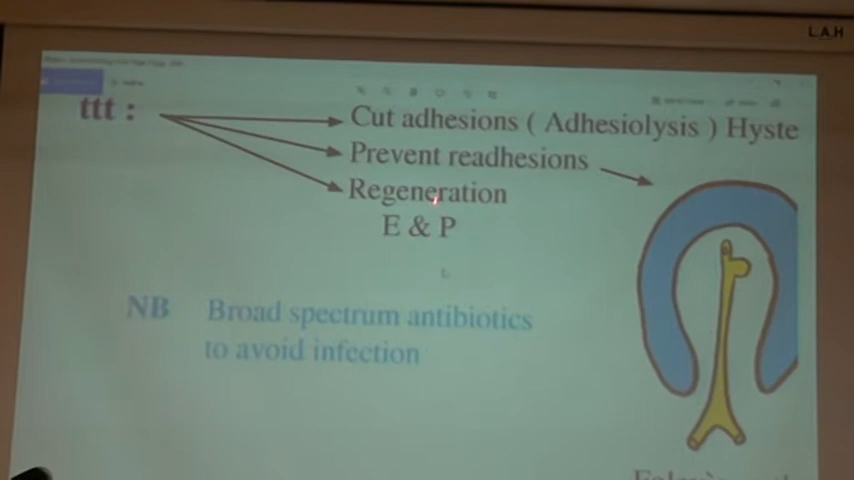 L.A.H
ttt :
Cut adhesions ( Adhesiolysis ) Hyste
Prevent readhesions
Regeneration
E & P
NB Broad spectrum antibiotics
to avoid infection